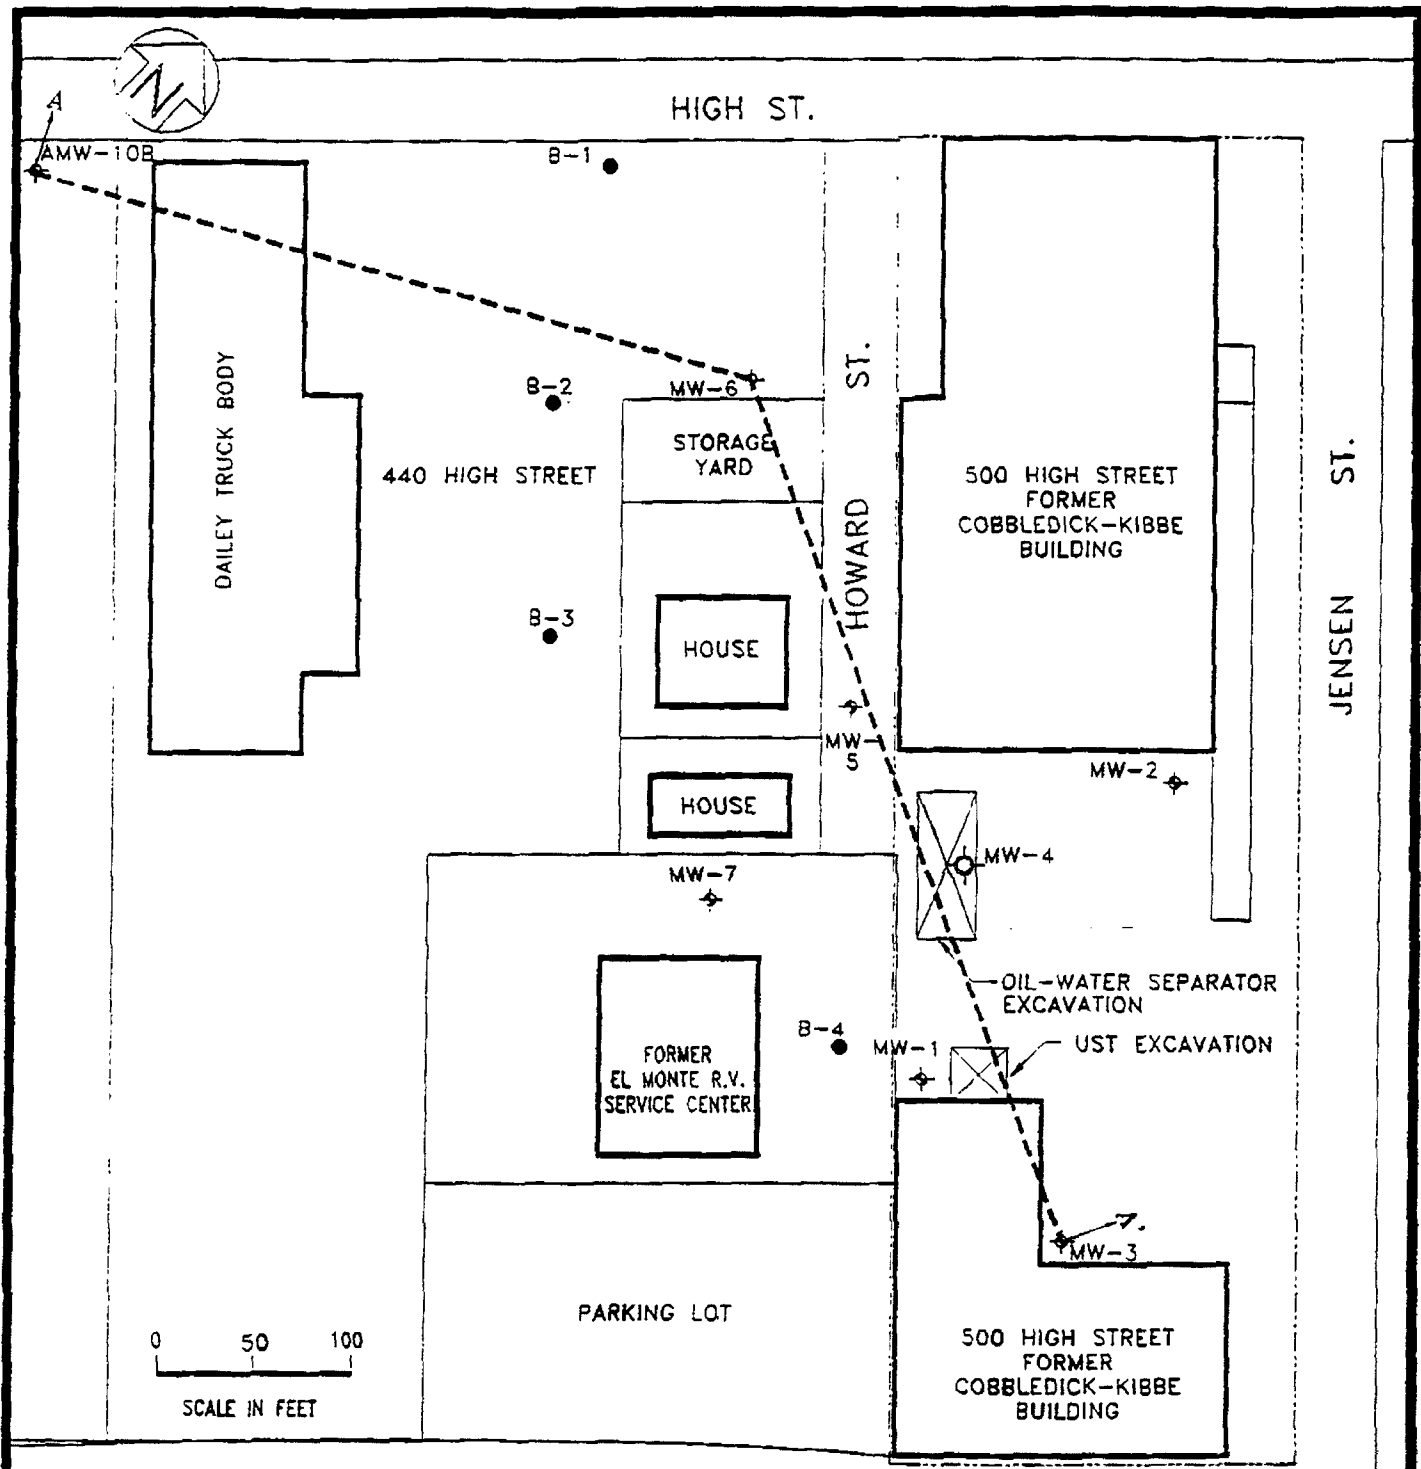 N
HIGH ST.
A
AMW-10B
B-1
DAILEY TRUCK BODY
B-2
MW-6
HOWARD ST.
STORAGE
YARD
440 HIGH STREET
500 HIGH STREET
FORMER
COBBLEDICK-KIBBE
BUILDING
JENSEN ST.
B-3
HOUSE
MW-
5
MW-2
HOUSE
MW-4
MW-7
OIL-WATER SEPARATOR
EXCAVATION
B-4
MW-1
UST EXCAVATION
FORMER
EL MONTE R.V.
SERVICE CENTER
MW-3
PARKING LOT
0 50 100
SCALE IN FEET
500 HIGH STREET
FORMER
COBBLEDICK-KIBBE
BUILDING